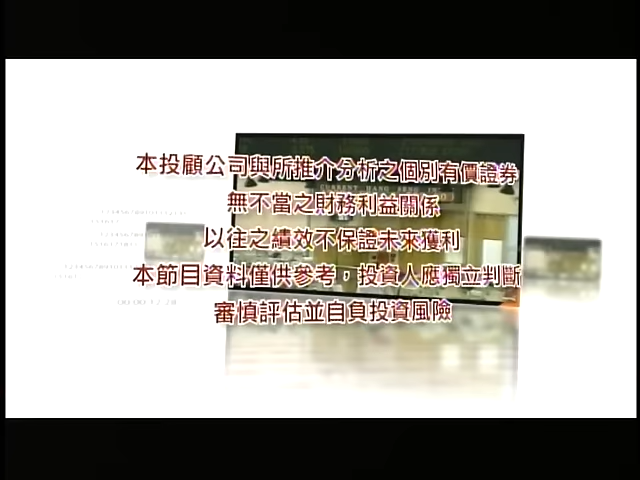 本投顧公司與所推介分析之個別有價證券
無不當之財務利益關係
以往之績效不保證未來獲利
本節目資料僅供參考，投資人應獨立判斷
審慎評估並自負投資風險